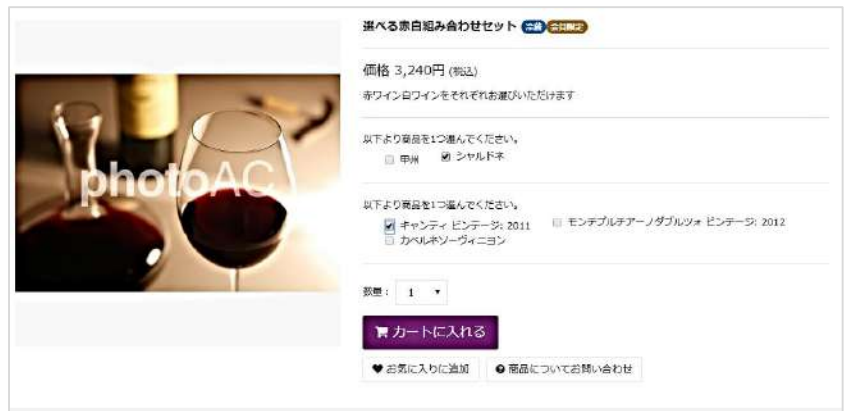 選べる赤白組み合わせセット 冷蔵 会員限定
価格 3,240円 (税込)
赤ワイン白ワインをそれぞれお選びいただけます
以下より商品を1つ選んでください。
甲州 シャルドネ
以下より商品を1つ選んでください。
キャンティ ビンテージ: 2011 モンテプルチアーノダブルツォ ビンテージ: 2012
カベルネソーヴィニヨン
数量: 1
カートに入れる
お気に入りに追加 商品についてお問い合わせ
photoAC